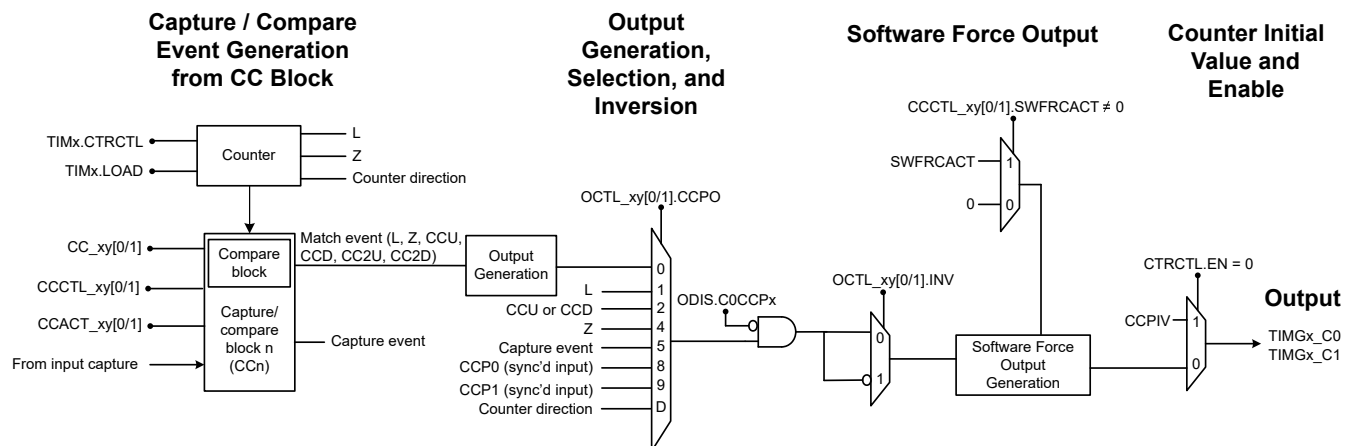 Capture / Compare
Event Generation
from CC Block
Output
Generation,
Selection, and
Inversion
Software Force Output
Counter Initial
Value and
Enable
TIMx.CTRCTL
TIMx.LOAD
Counter
L
Z
Counter direction
CC_xy[0/1]
CCCTL_xy[0/1]
CCACT_xy[0/1]
From input capture
Compare
block
Capture/
compare
block n
(CCn)
Match event (L, Z, CCU,
CCD, CC2U, CC2D)
Capture event
Output
Generation
OCTL_xy[0/1].CCPO
0
L 1
CCU or CCD 2
Z 4
Capture event 5
CCP0 (sync'd input) 8
CCP1 (sync'd input) 9
Counter direction D
ODIS.C0CCPx
OCTL_xy[0/1].INV
0
1
CCCTL_xy[0/1].SWFRCACT ≠ 0
SWFRCACT 1
0 0
Software Force
Output
Generation
CTRCTL.EN = 0
CCPIV 1
0
Output
TIMGx_C0
TIMGx_C1